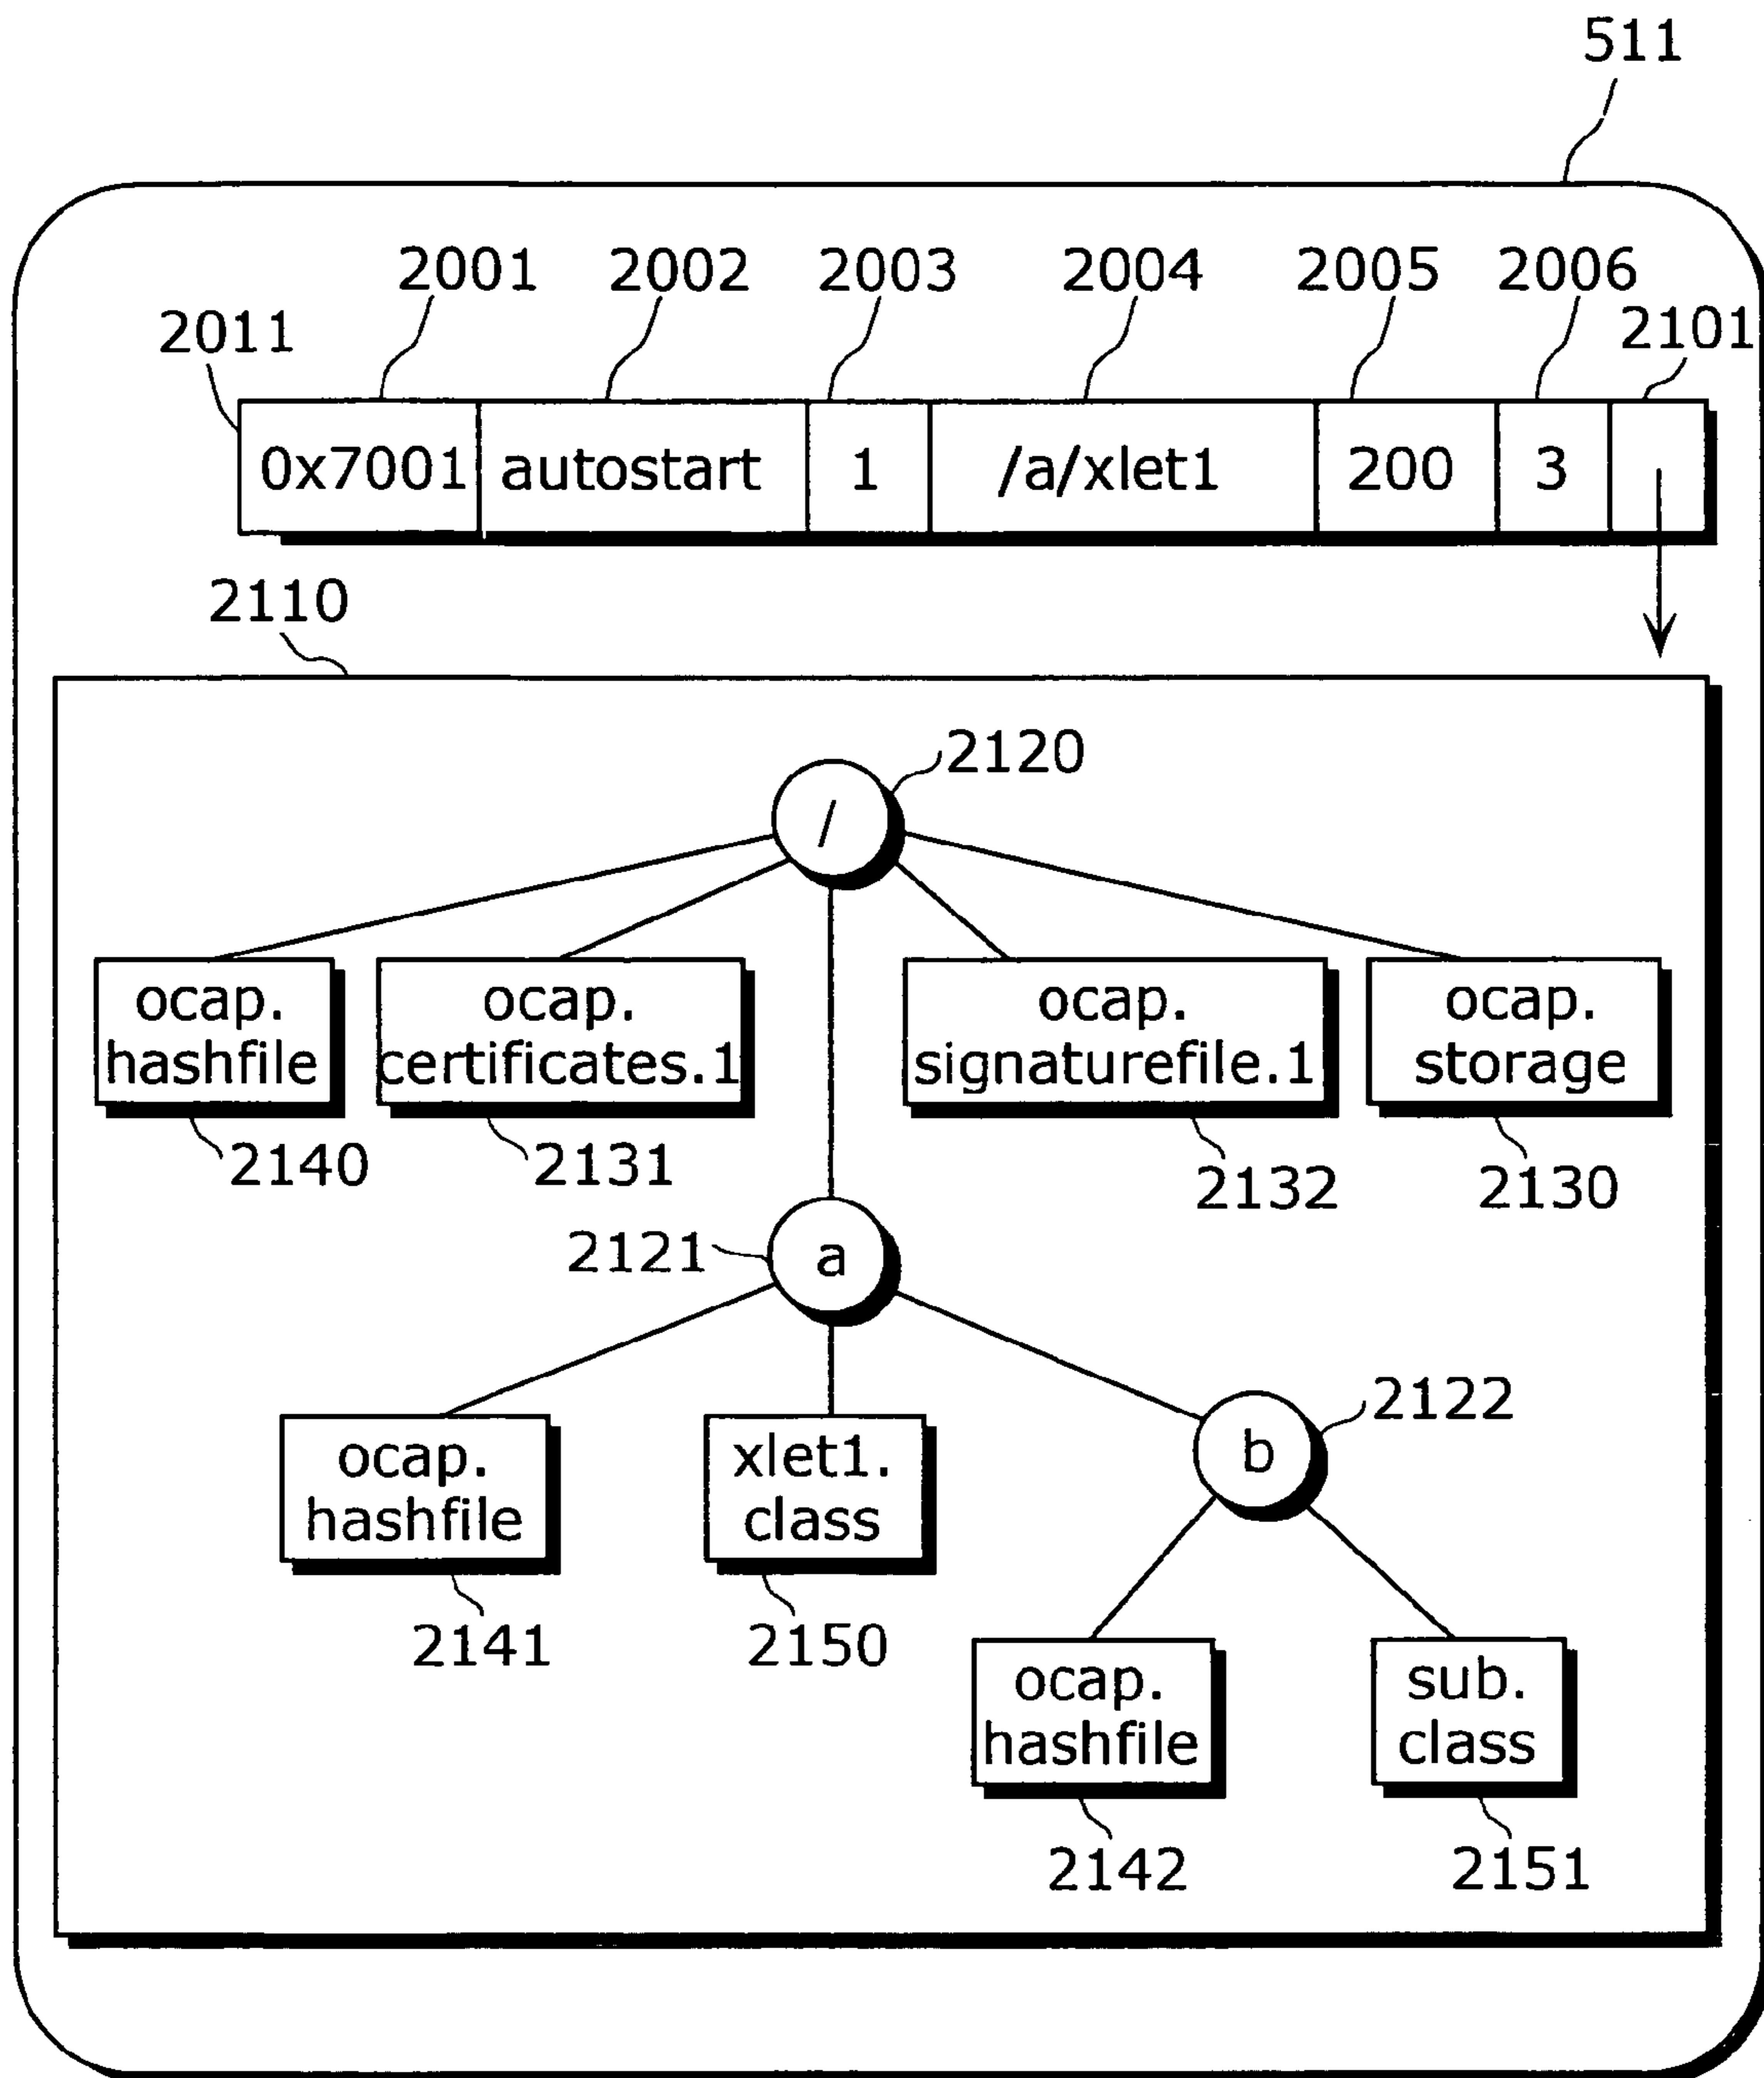 511
2001 2002 2003 2004 2005 2006
2011 2101
0x7001 autostart 1 /a/xlet1 200 3
2110
2120
/
ocap. ocap. ocap. ocap.
hashfile certificates.1 signaturefile.1 storage
2140 2131 2132 2130
2121 a
2122
ocap. xlet1. b
hashfile class
2141 2150
ocap. sub.
hashfile class
2142 2151